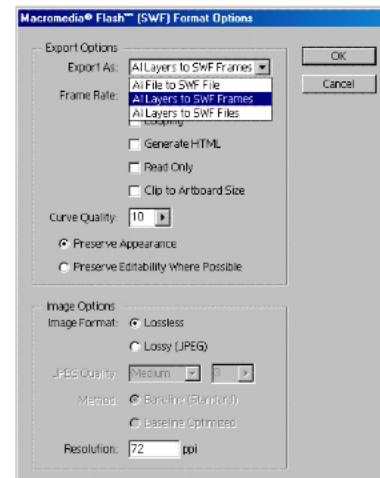 Macromedia® Flash™ (SWF) Format Options
Export Options
Export As: AI Layers to SWF Frames
AI File to SWF File
AI Layers to SWF Frames
AI Layers to SWF Files
Frame Rate:
Looping
Generate HTML
Read Only
Clip to Artboard Size
Curve Quality: 10
Preserve Appearance
Preserve Editability Where Possible
OK
Cancel
Image Options
Image Format: Lossless
Lossy (JPEG)
JPEG Quality: Medium 3
Method: Baseline (Standard)
Baseline Optimized
Resolution: 72 ppi